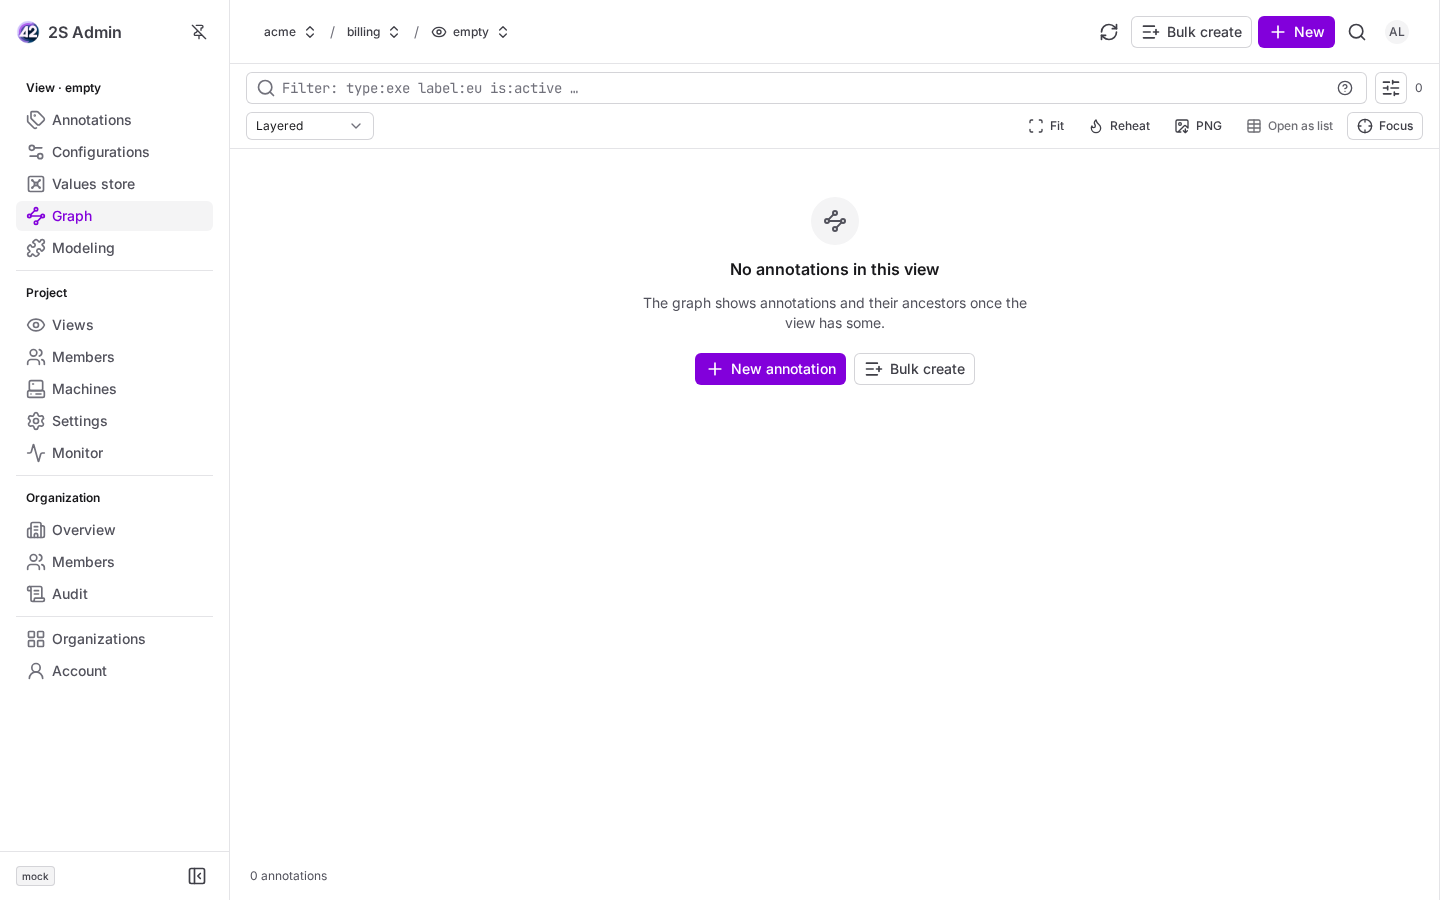 2S Admin
acme / billing / empty
Bulk create
New
AL
View · empty
Annotations
Configurations
Values store
Graph
Modeling
Project
Views
Members
Machines
Settings
Monitor
Organization
Overview
Members
Audit
Organizations
Account
mock
Filter: type:exe label:eu is:active …
0
Layered
Fit
Reheat
PNG
Open as list
Focus
No annotations in this view
The graph shows annotations and their ancestors once the
view has some.
New annotation
Bulk create
0 annotations